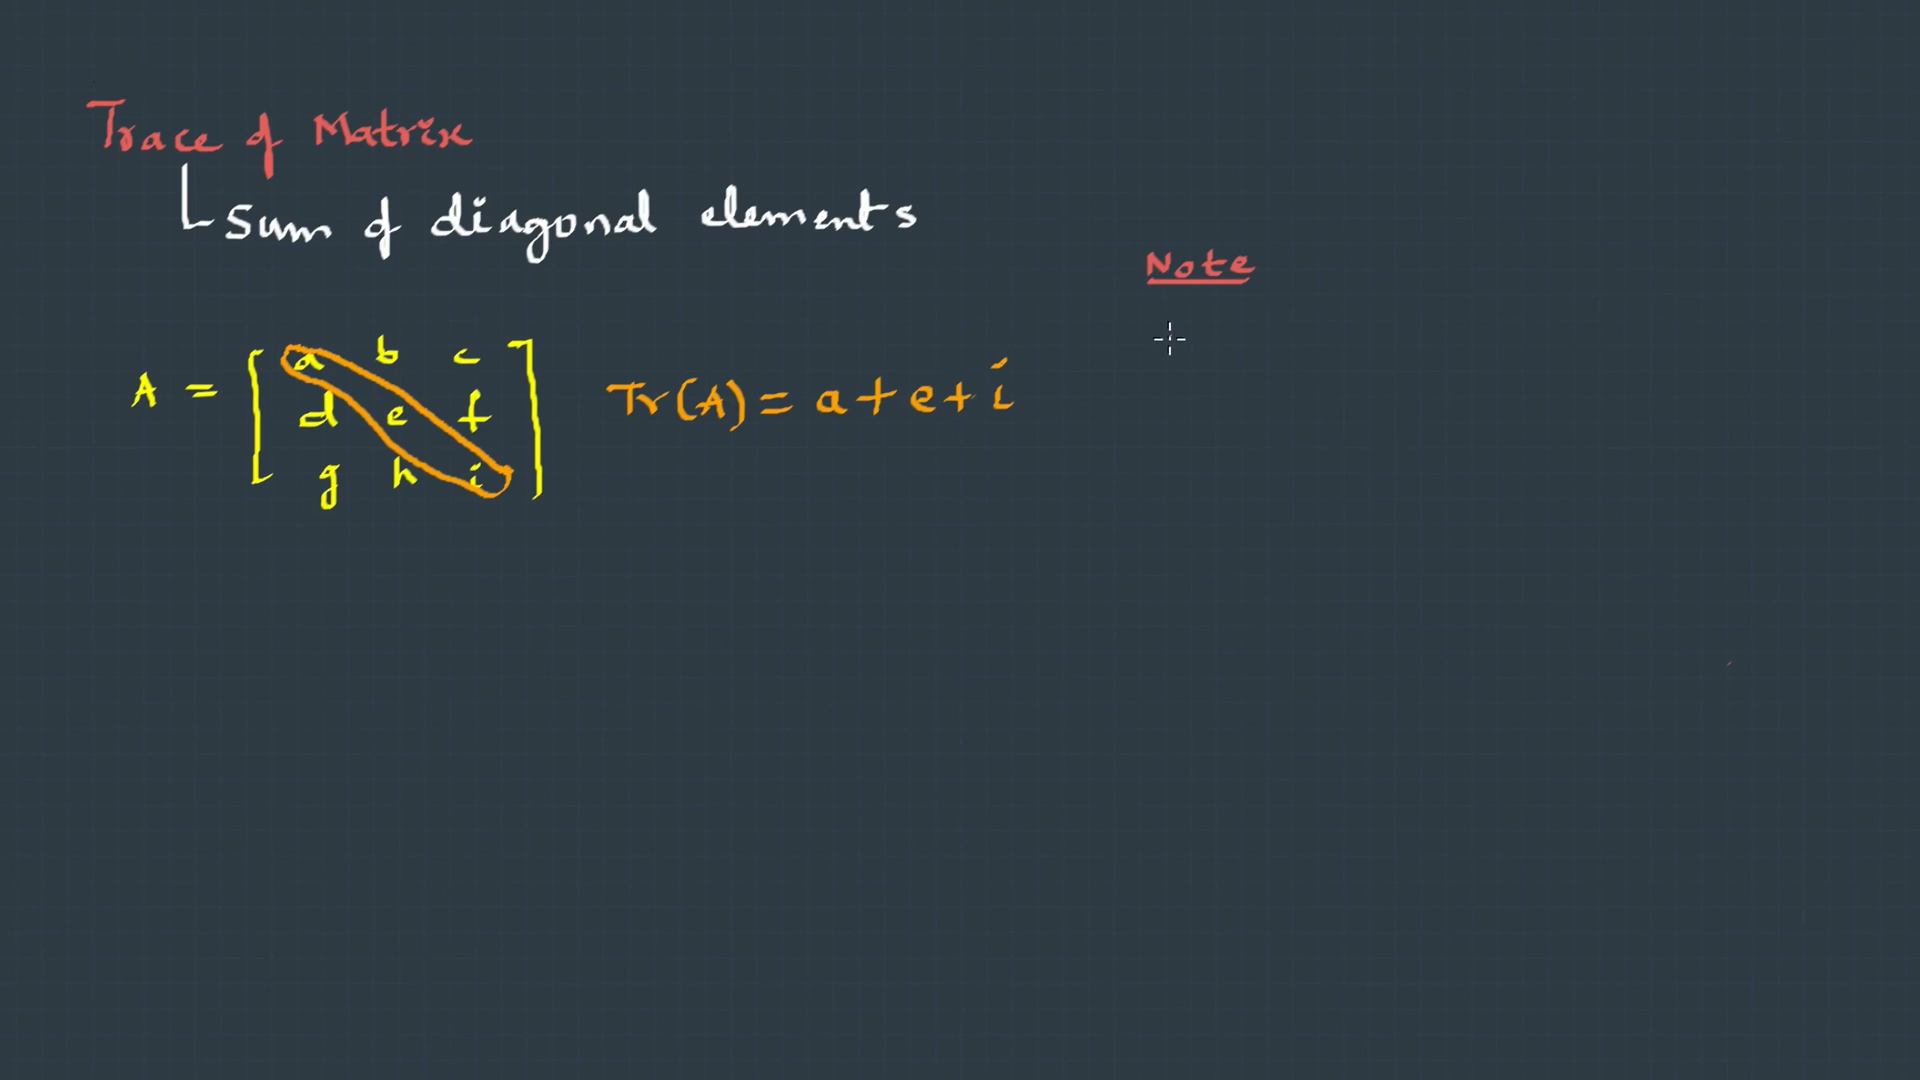 Trace of Matrix
Sum of diagonal elements
Note
A = [ a b c
d e f
g h i ]
Tr(A) = a + e + i